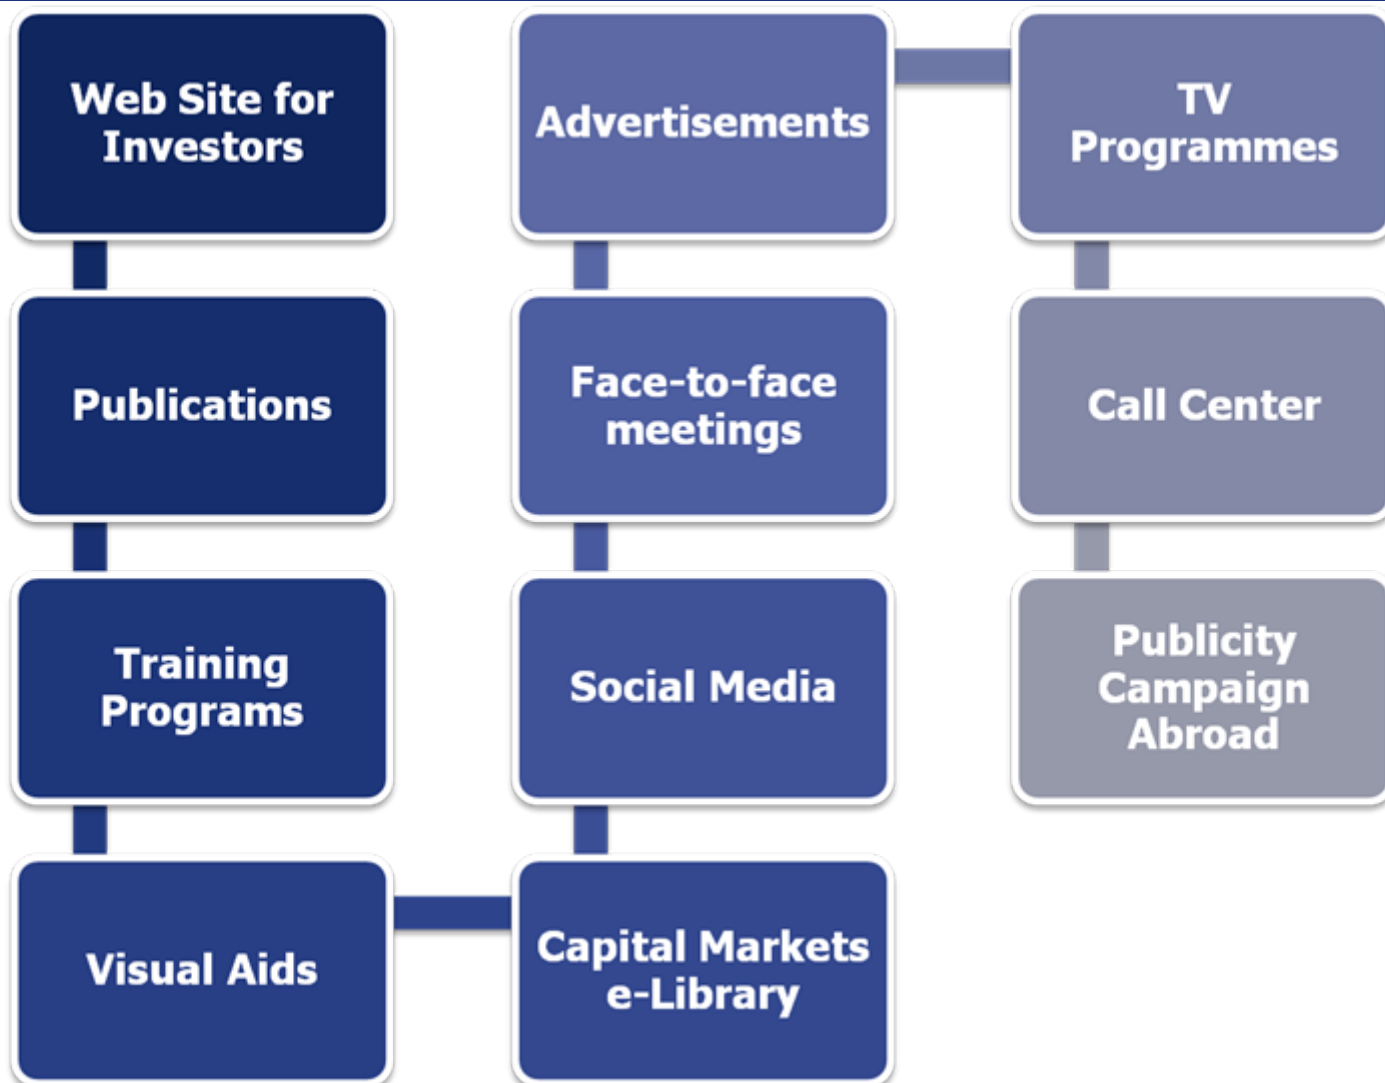 Web Site for
Investors
Publications
Training
Programs
Visual Aids
Capital Markets
e-Library
Social Media
Face-to-face
meetings
Advertisements
TV
Programmes
Call Center
Publicity
Campaign
Abroad